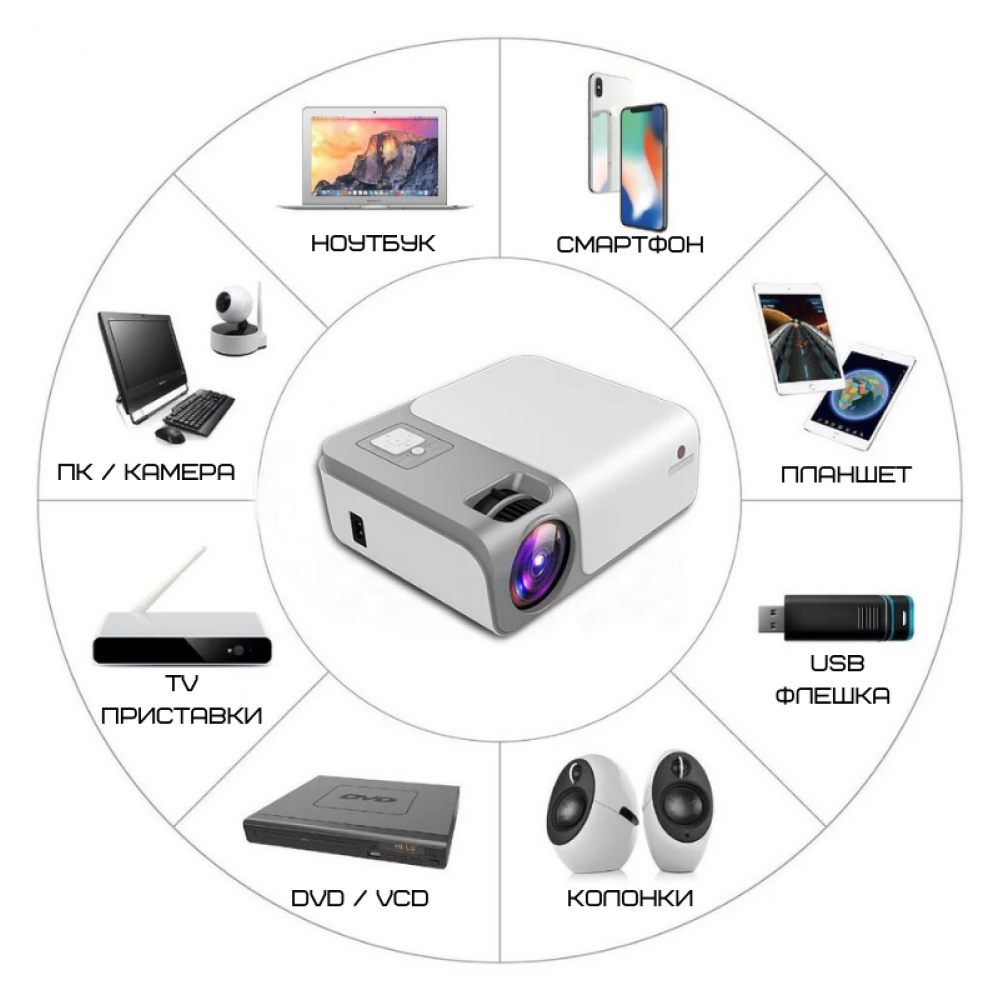 НОУТБУК
СМАРТФОН
ПК / КАМЕРА
ПЛАНШЕТ
TV
ПРИСТАВКИ
USB
ФЛЕШКА
DVD
DVD / VCD
КОЛОНКИ